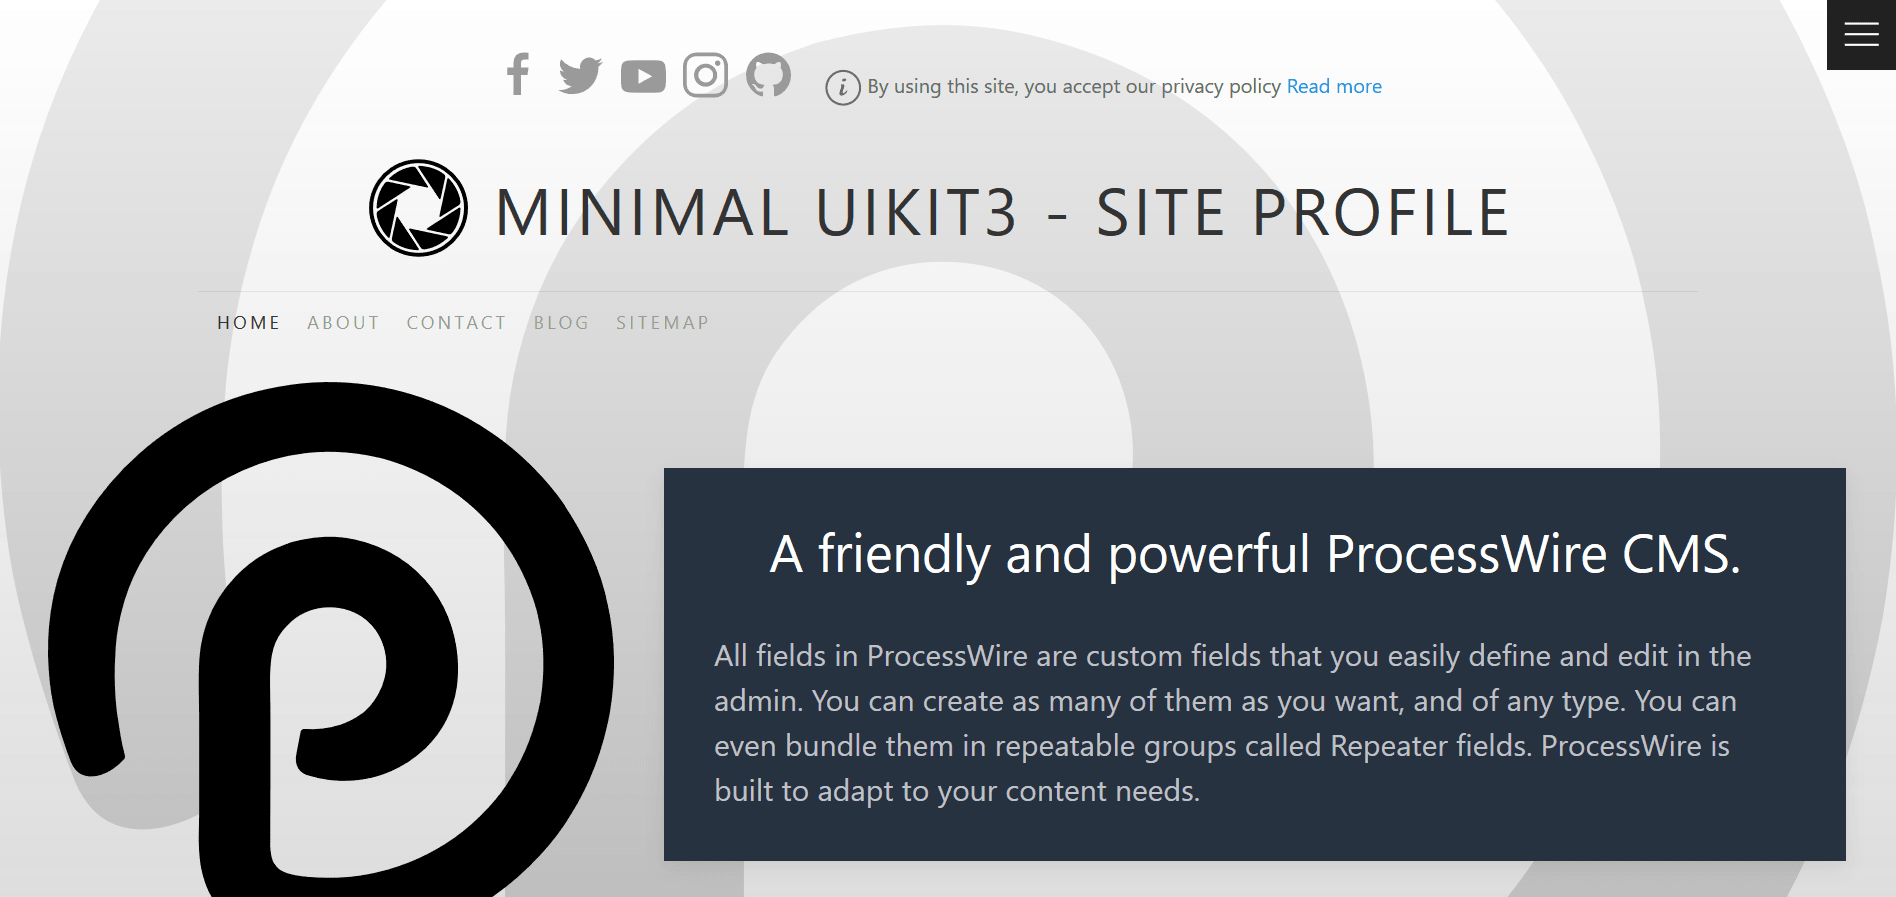 By using this site, you accept our privacy policy Read more
MINIMAL UIKIT3 - SITE PROFILE
HOME ABOUT CONTACT BLOG SITEMAP
A friendly and powerful ProcessWire CMS.
All fields in ProcessWire are custom fields that you easily define and edit in the
admin. You can create as many of them as you want, and of any type. You can
even bundle them in repeatable groups called Repeater fields. ProcessWire is
built to adapt to your content needs.